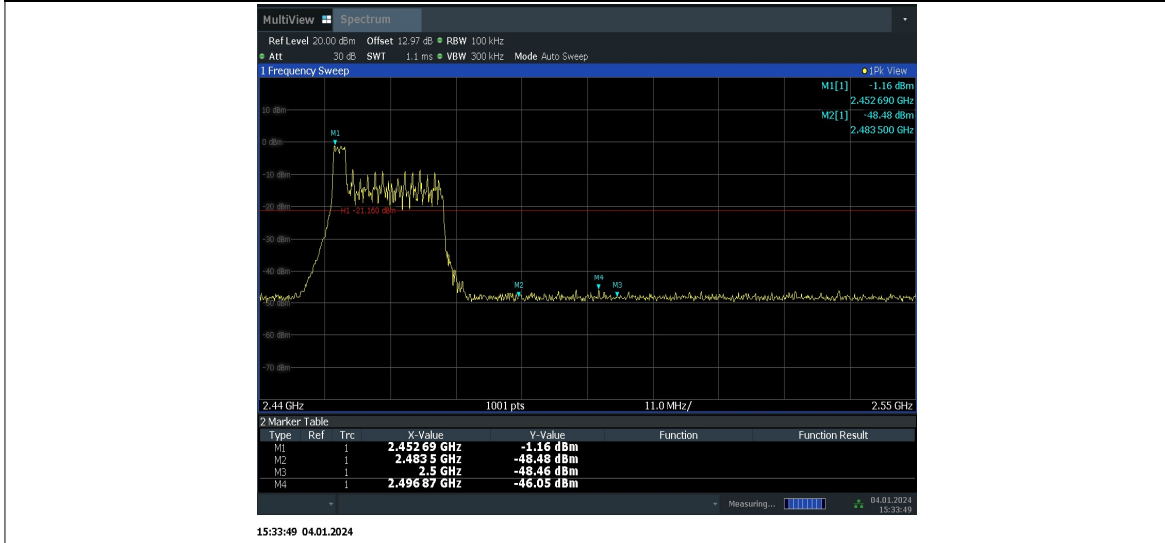 MultiView Spectrum
Ref Level 20.00 dBm Offset 12.97 dB RBW 100 kHz
Att 30 dB SWT 1.1 ms VBW 300 kHz Mode Auto Sweep
1 Frequency Sweep 1Pk View
M1[1] -1.16 dBm
2.452690 GHz
M2[1] -48.48 dBm
2.483500 GHz
10 dBm
M1
0 dBm
-10 dBm
-20 dBm
H1 -21.160 dBm
-30 dBm
-40 dBm
M2 M4 M3
-50 dBm
-60 dBm
-70 dBm
2.44 GHz 1001 pts 11.0 MHz/ 2.55 GHz
2 Marker Table
Type Ref Trc X-Value Y-Value Function Function Result
M1 1 2.452 69 GHz -1.16 dBm
M2 1 2.483 5 GHz -48.48 dBm
M3 1 2.5 GHz -48.46 dBm
M4 1 2.496 87 GHz -46.05 dBm
Measuring... 04.01.2024
15:33:49
15:33:49 04.01.2024